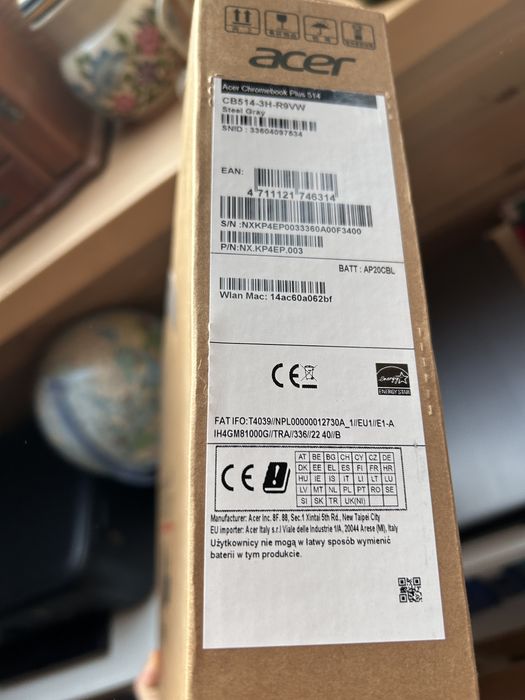 acer
Acer Chromebook Plus 514
CB514-3H-R9VW
Steel Gray
SNID : 33604097534
EAN:
4 711121 746314
S/N :NXKP4EP0033360A00F3400
P/N:NX.KP4EP.003
BATT : AP20CBL
Wlan Mac: 14ac60a062bf
CE
energy
ENERGY STAR
FAT IFO:T4039//NPL00000012730A_1//EU1//E1-A
/IH4GM81000G//TRA//336//22 40//B
CE
AT BE BG CH CY CZ DE
DK EE EL ES FI FR HR
HU IE IS IT LI LT LU
LV MT NL PL PT RO SE
SI SK TR UK(NI)
Manufacturer: Acer Inc. 8F. 88, Sec.1 Xintai 5th Rd., New Taipei City
EU importer: Acer Italy s.r.l Viale delle Industrie 1/A, 20044 Arese (MI), Italy
Użytkownicy nie mogą w łatwy sposób wymienić
baterii w tym produkcie.